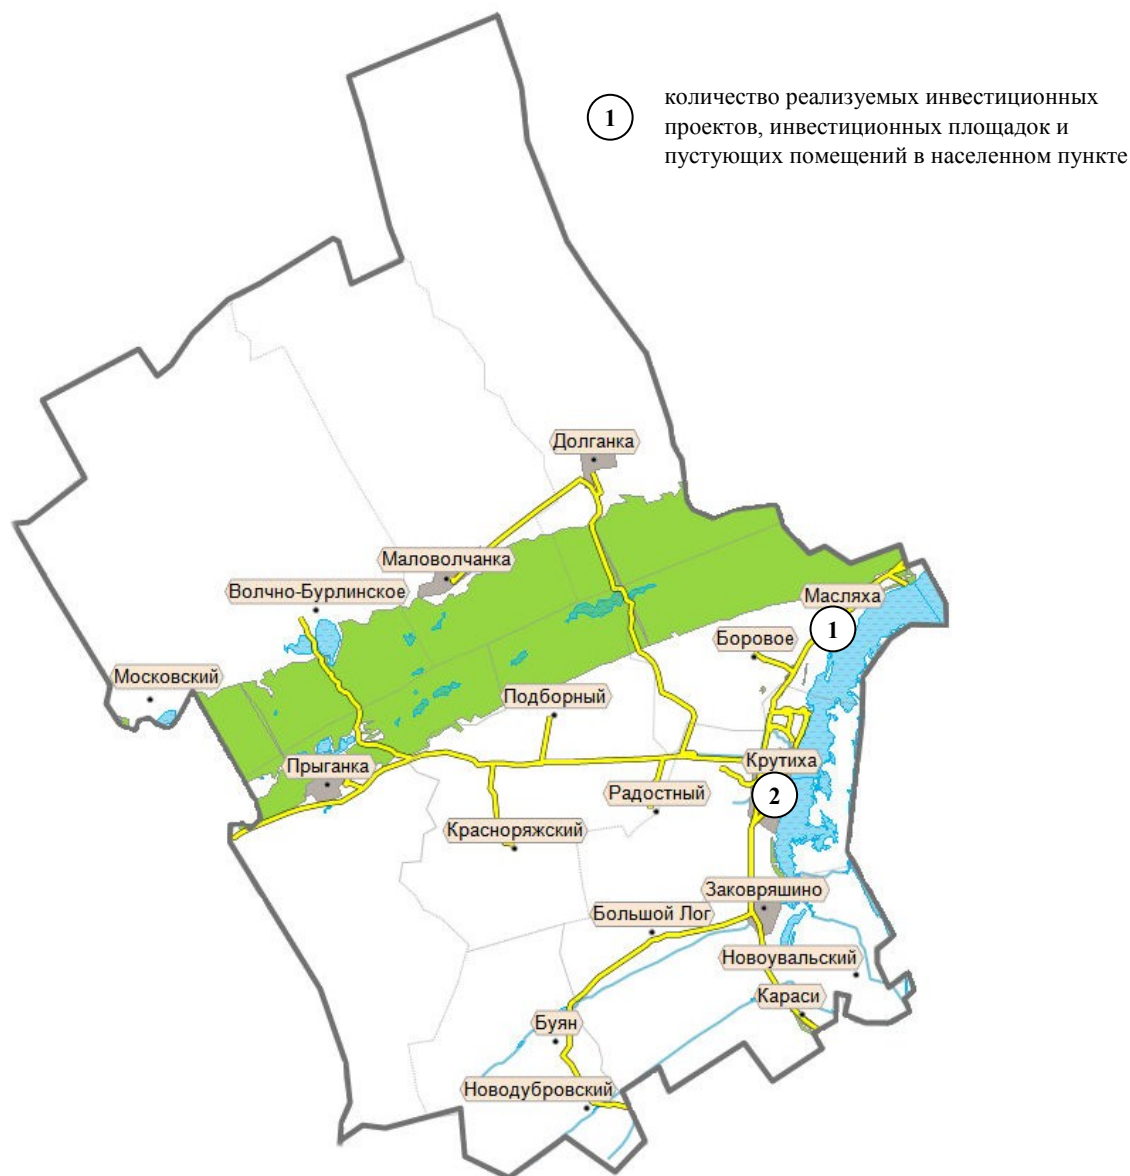 1
количество реализуемых инвестиционных
проектов, инвестиционных площадок и
пустующих помещений в населенном пункте
Долганка
Маловолчанка
Волчно-Бурлинское
Масляха
1
Боровое
Московский
Подборный
Крутиха
Прыганка
Радостный
2
Красноряжский
Заковряшино
Большой Лог
Новоувальский
Караси
Буян
Новодубровский